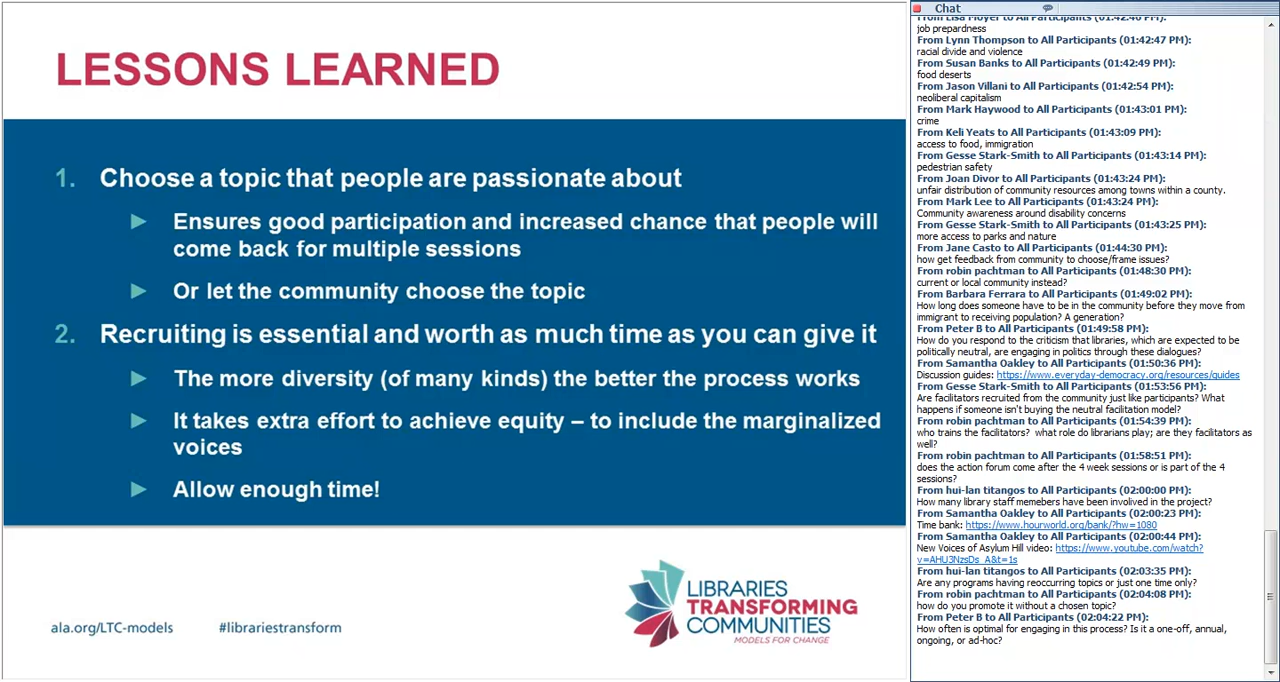 LESSONS LEARNED
1. Choose a topic that people are passionate about
Ensures good participation and increased chance that people will
come back for multiple sessions
Or let the community choose the topic
2. Recruiting is essential and worth as much time as you can give it
The more diversity (of many kinds) the better the process works
It takes extra effort to achieve equity – to include the marginalized
voices
Allow enough time!
ala.org/LTC-models
#librariestransform
LIBRARIES
TRANSFORMING
COMMUNITIES
MODELS FOR CHANGE
Chat
From Lisa Moyer to All Participants (01:42:40 PM):
job prepardness
From Lynn Thompson to All Participants (01:42:47 PM):
racial divide and violence
From Susan Banks to All Participants (01:42:49 PM):
food deserts
From Jason Villani to All Participants (01:42:54 PM):
neoliberal capitalism
From Mark Haywood to All Participants (01:43:01 PM):
crime
From Keli Yeats to All Participants (01:43:09 PM):
access to food, immigration
From Gesse Stark-Smith to All Participants (01:43:14 PM):
pedestrian safety
From Joan Divor to All Participants (01:43:24 PM):
unfair distribution of community resources among towns within a county.
From Mark Lee to All Participants (01:43:24 PM):
Community awareness around disability concerns
From Gesse Stark-Smith to All Participants (01:43:25 PM):
more access to parks and nature
From Jane Casto to All Participants (01:44:30 PM):
how get feedback from community to choose/frame issues?
From robin pachtman to All Participants (01:48:30 PM):
current or local community instead?
From Barbara Ferrara to All Participants (01:49:02 PM):
How long does someone have to be in the community before they move from
immigrant to receiving population? A generation?
From Peter B to All Participants (01:49:58 PM):
How do you respond to the criticism that libraries, which are expected to be
politically neutral, are engaging in politics through these dialogues?
From Samantha Oakley to All Participants (01:50:36 PM):
Discussion guides: https://www.everyday-democracy.org/resources/guides
From Gesse Stark-Smith to All Participants (01:53:56 PM):
Are facilitators recruited from the community just like participants? What
happens if someone isn't buying the neutral facilitation model?
From robin pachtman to All Participants (01:54:39 PM):
who trains the facilitators? what role do librarians play; are they facilitators as
well?
From robin pachtman to All Participants (01:58:51 PM):
does the action forum come after the 4 week sessions or is part of the 4
sessions?
From hui-lan titangos to All Participants (02:00:00 PM):
How many library staff memebers have been involved in the project?
From Samantha Oakley to All Participants (02:00:23 PM):
Time bank: https://www.hourworld.org/bank/?hw=1080
From Samantha Oakley to All Participants (02:00:44 PM):
New Voices of Asylum Hill video: https://www.youtube.com/watch?
v=AHU3NzsDs_A&t=1s
From hui-lan titangos to All Participants (02:03:35 PM):
Are any programs having reoccuring topics or just one time only?
From robin pachtman to All Participants (02:04:08 PM):
how do you promote it without a chosen topic?
From Peter B to All Participants (02:04:22 PM):
How often is optimal for engaging in this process? Is it a one-off, annual,
ongoing, or ad-hoc?